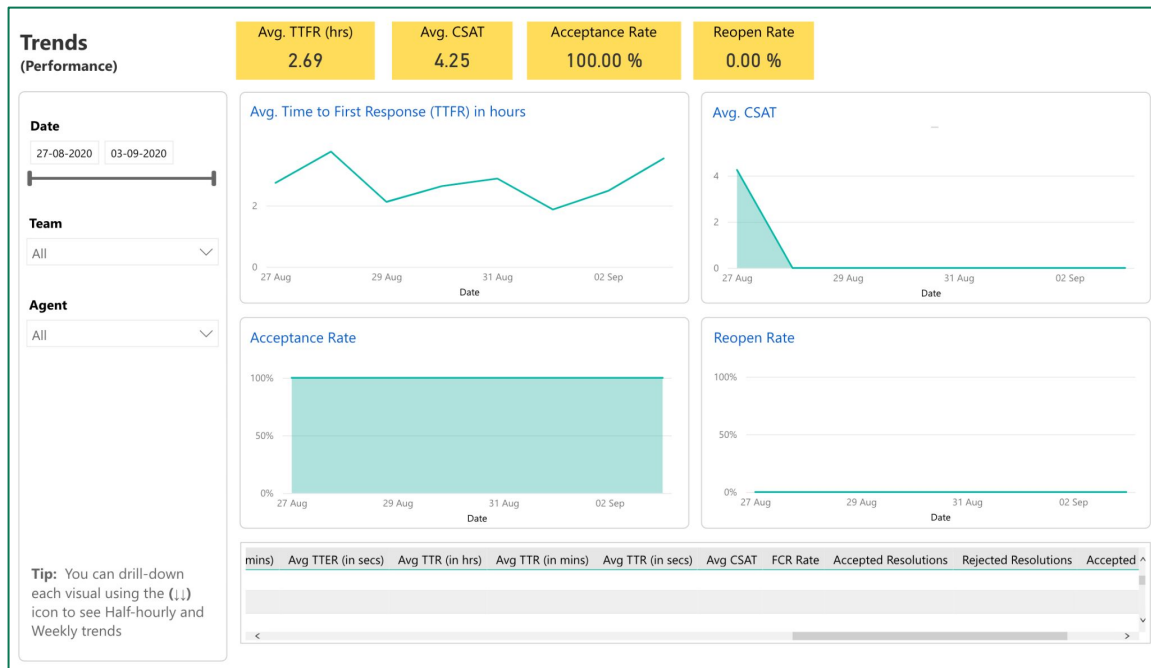 Trends
(Performance)
Avg. TTFR (hrs)
2.69
Avg. CSAT
4.25
Acceptance Rate
100.00 %
Reopen Rate
0.00 %
Date
27-08-2020 03-09-2020
Team
All
Agent
All
Tip: You can drill-down
each visual using the (↓↓)
icon to see Half-hourly and
Weekly trends
Avg. Time to First Response (TTFR) in hours
2
0
27 Aug 29 Aug 31 Aug 02 Sep
Date
Avg. CSAT
4
2
0
27 Aug 29 Aug 31 Aug 02 Sep
Date
Acceptance Rate
100%
50%
0%
27 Aug 29 Aug 31 Aug 02 Sep
Date
Reopen Rate
100%
50%
0%
27 Aug 29 Aug 31 Aug 02 Sep
Date
mins) Avg TTER (in secs) Avg TTR (in hrs) Avg TTR (in mins) Avg TTR (in secs) Avg CSAT FCR Rate Accepted Resolutions Rejected Resolutions Accepted